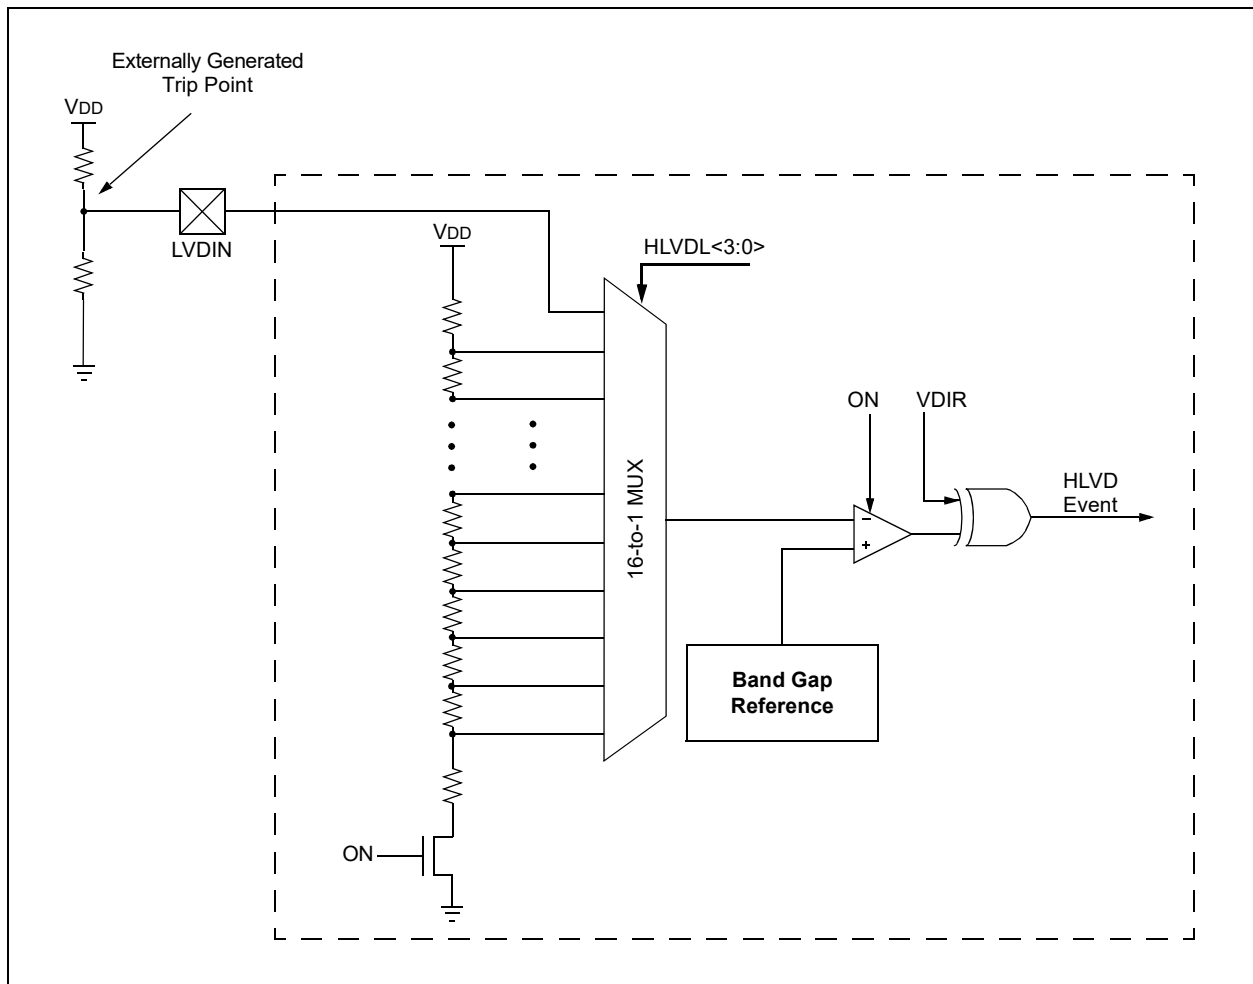 Externally Generated
Trip Point
VDD
LVDIN
VDD
HLVDL<3:0>
16-to-1 MUX
ON
VDIR
−
+
HLVD
Event
Band Gap
Reference
ON